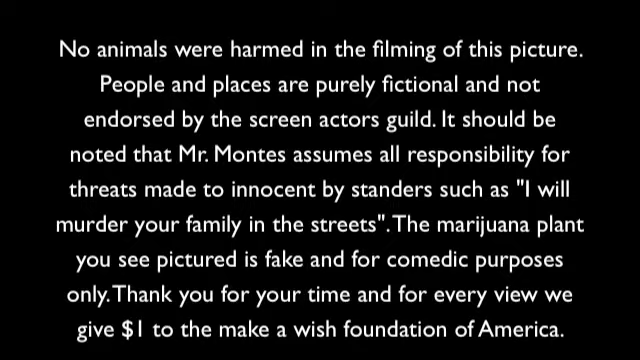 No animals were harmed in the filming of this picture.
People and places are purely fictional and not
endorsed by the screen actors guild. It should be
noted that Mr. Montes assumes all responsibility for
threats made to innocent by standers such as "I will
murder your family in the streets". The marijuana plant
you see pictured is fake and for comedic purposes
only. Thank you for your time and for every view we
give $1 to the make a wish foundation of America.